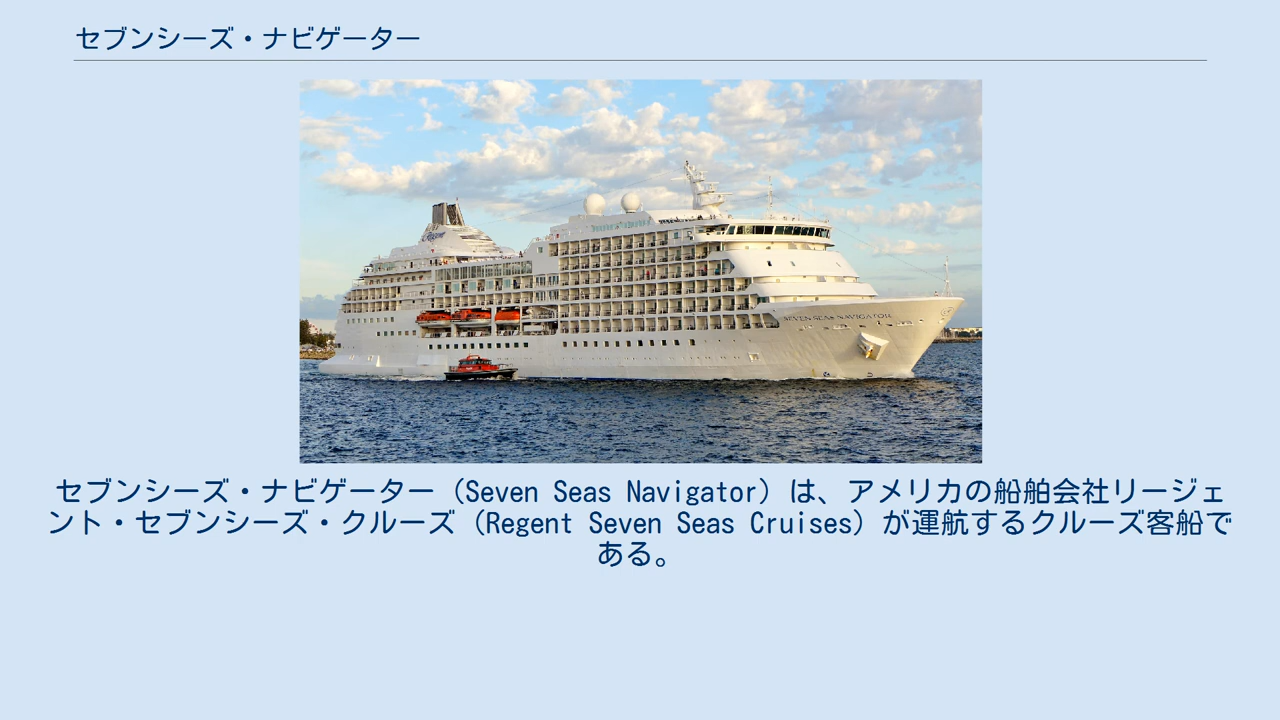 セブンシーズ・ナビゲーター
SEVEN SEAS NAVIGATOR
セブンシーズ・ナビゲーター（Seven Seas Navigator）は、アメリカの船舶会社リージェ
ント・セブンシーズ・クルーズ（Regent Seven Seas Cruises）が運航するクルーズ客船で
ある。